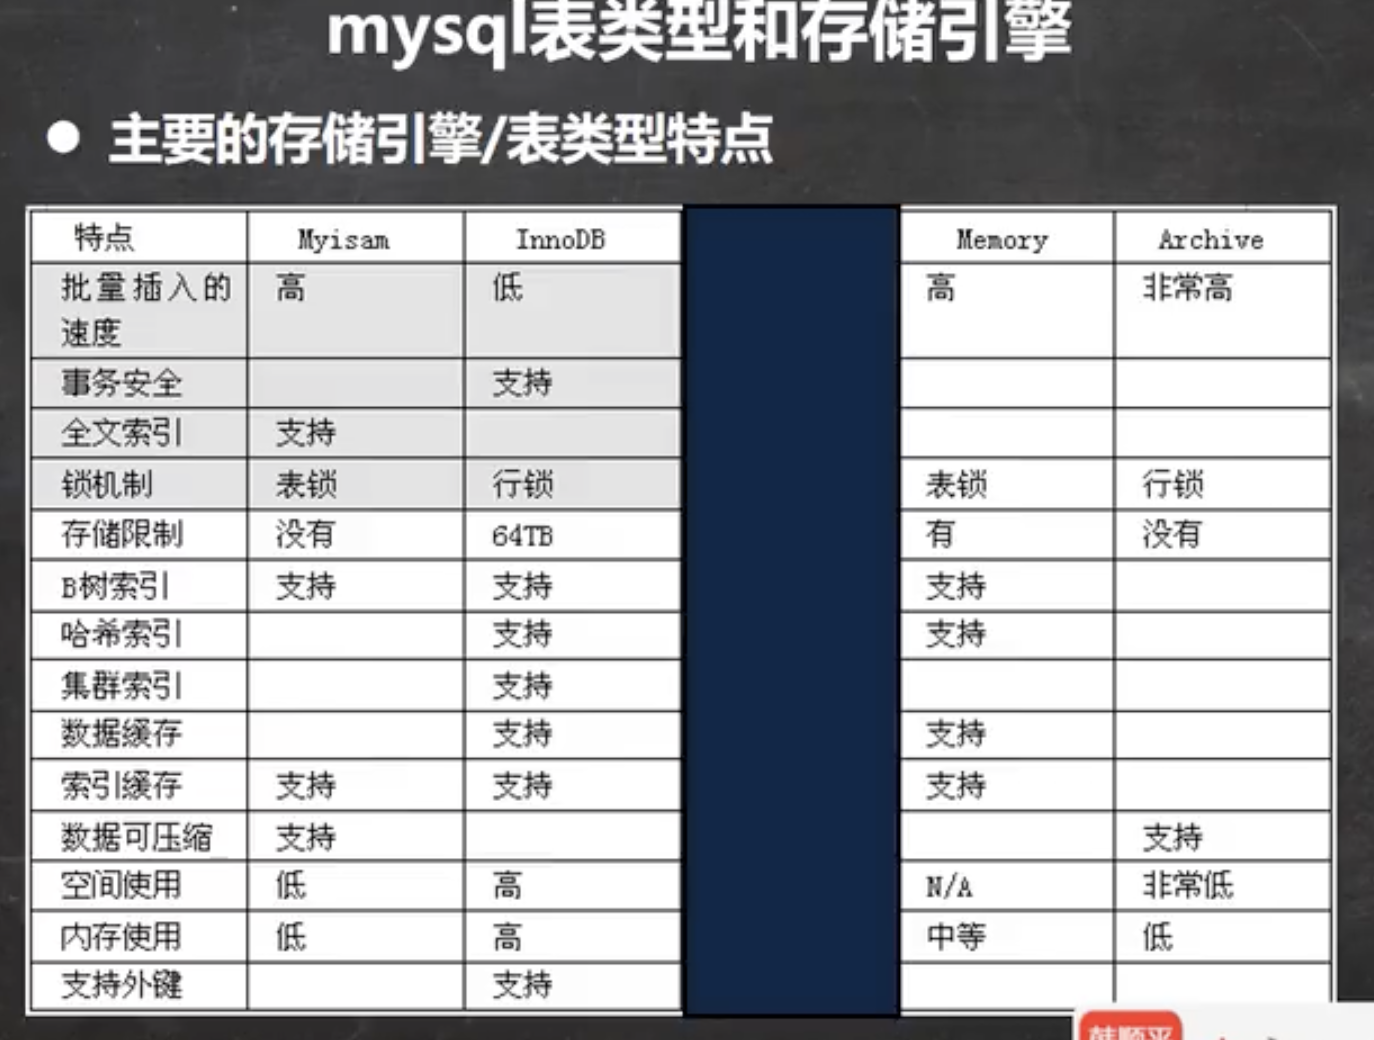 mysql表类型和存储引擎
主要的存储引擎/表类型特点
特点 Myisam InnoDB Memory Archive
批量插入的 高 低 高 非常高
速度
事务安全 支持
全文索引 支持
锁机制 表锁 行锁 表锁 行锁
存储限制 没有 64TB 有 没有
B树索引 支持 支持 支持
哈希索引 支持 支持
集群索引 支持
数据缓存 支持 支持
索引缓存 支持 支持 支持
数据可压缩 支持 支持
空间使用 低 高 N/A 非常低
内存使用 低 高 中等 低
支持外键 支持
韩顺平